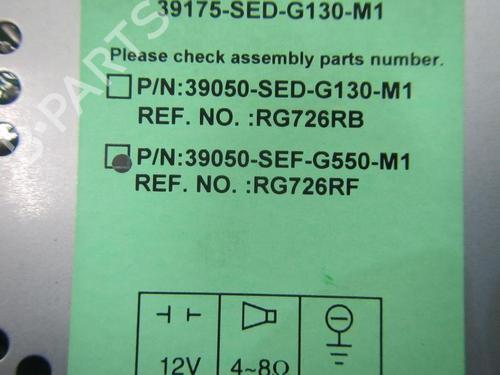 39175-SED-G130-M1
Please check assembly parts number.
P/N:39050-SED-G130-M1
REF. NO. :RG726RB
P/N:39050-SEF-G550-M1
REF. NO. :RG726RF
12V 4~8Ω
B-PARTS